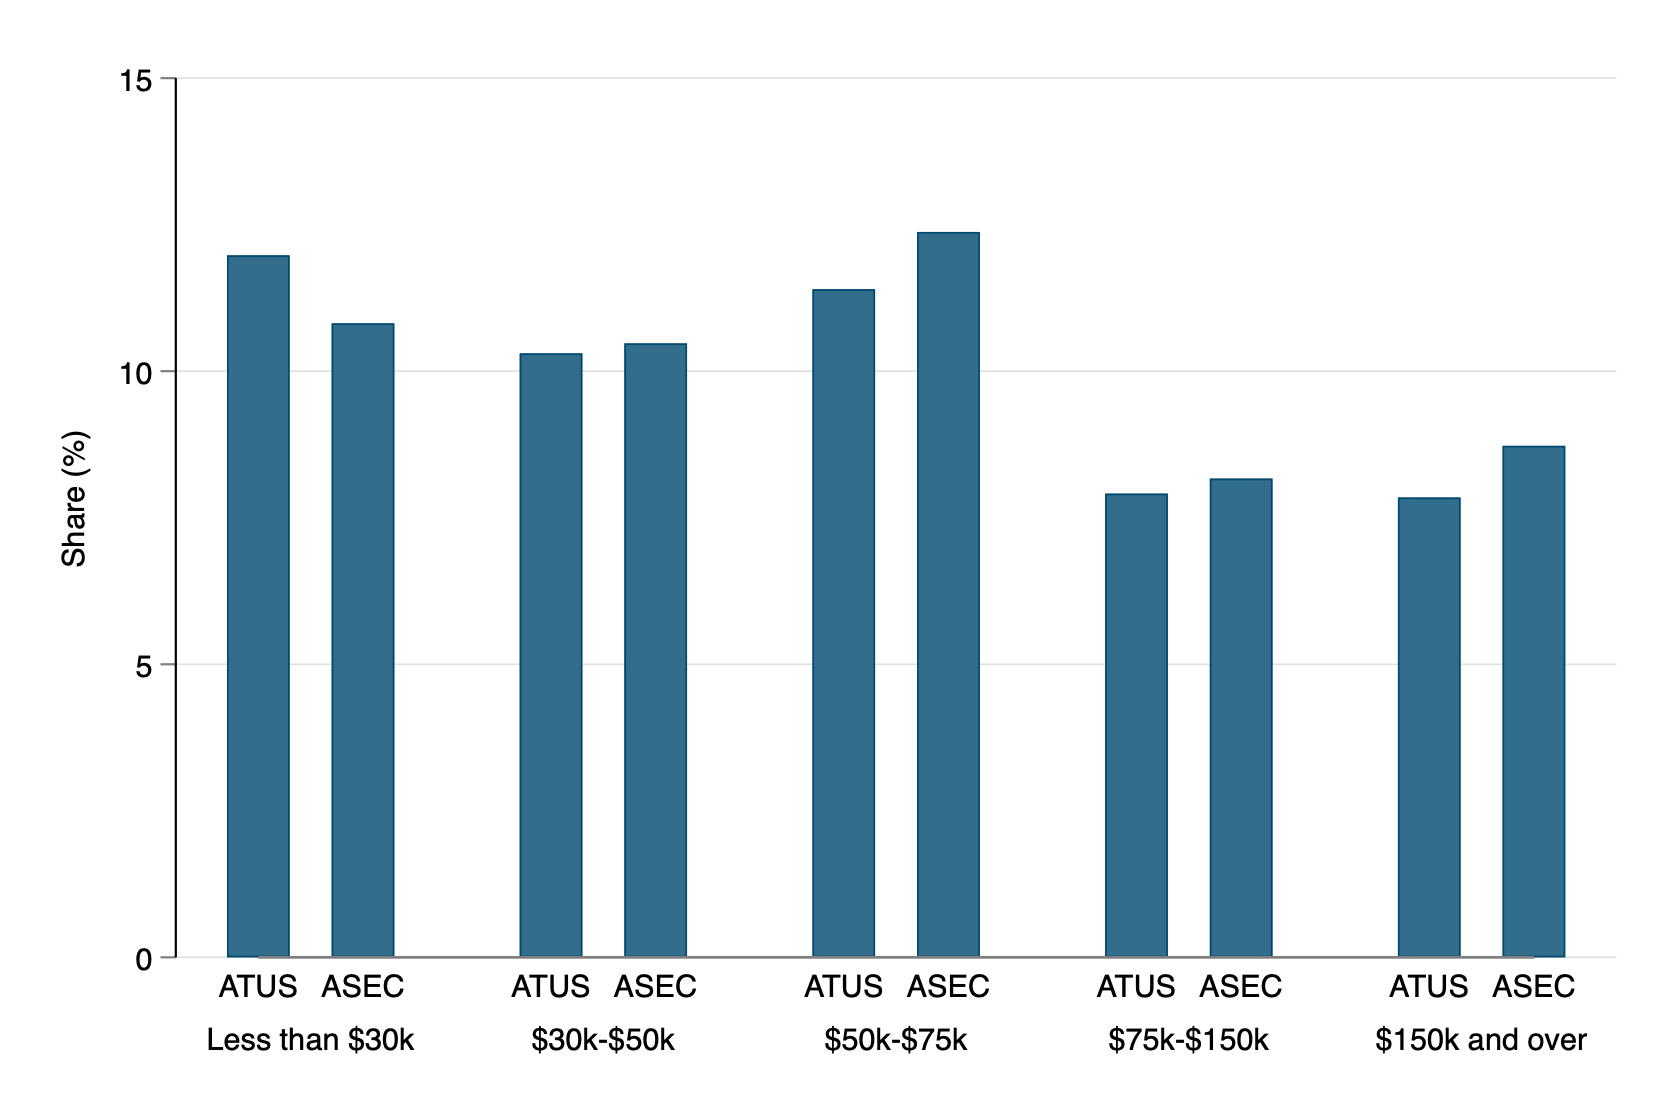 15
10
5
0
Share (%)
ATUS ASEC ATUS ASEC ATUS ASEC ATUS ASEC ATUS ASEC
Less than $30k $30k-$50k $50k-$75k $75k-$150k $150k and over